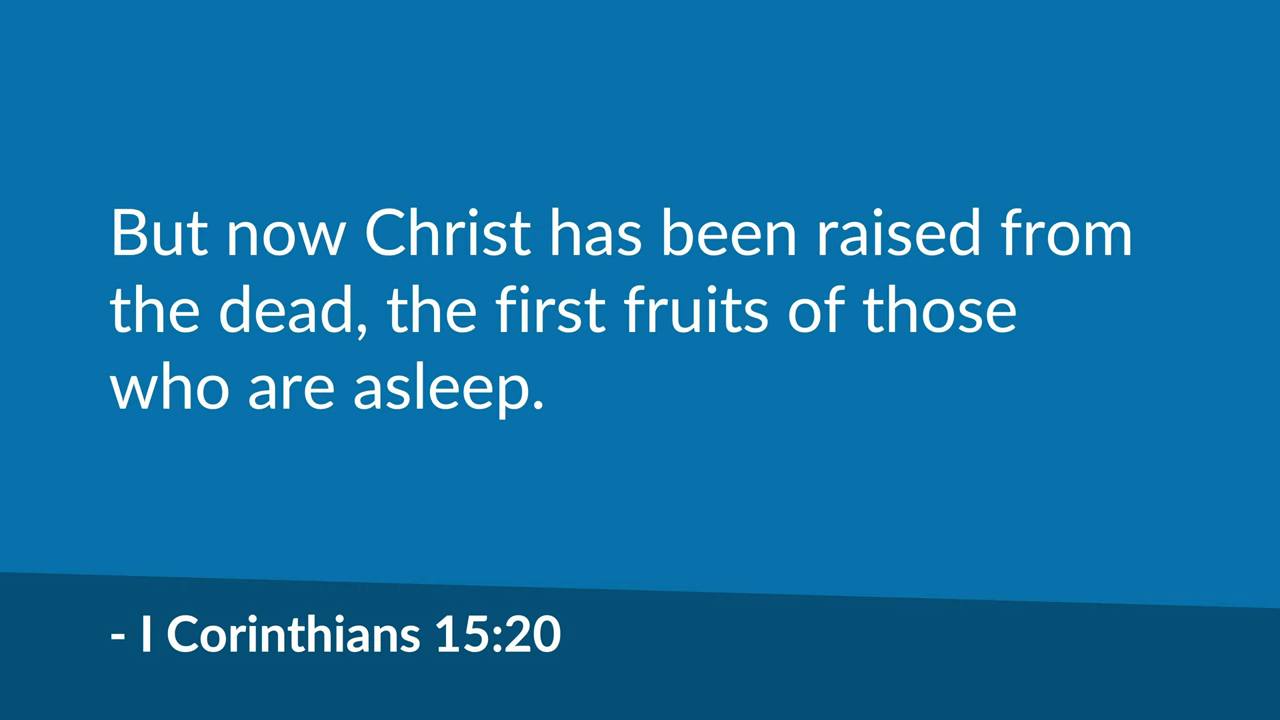 But now Christ has been raised from
the dead, the first fruits of those
who are asleep.
- I Corinthians 15:20